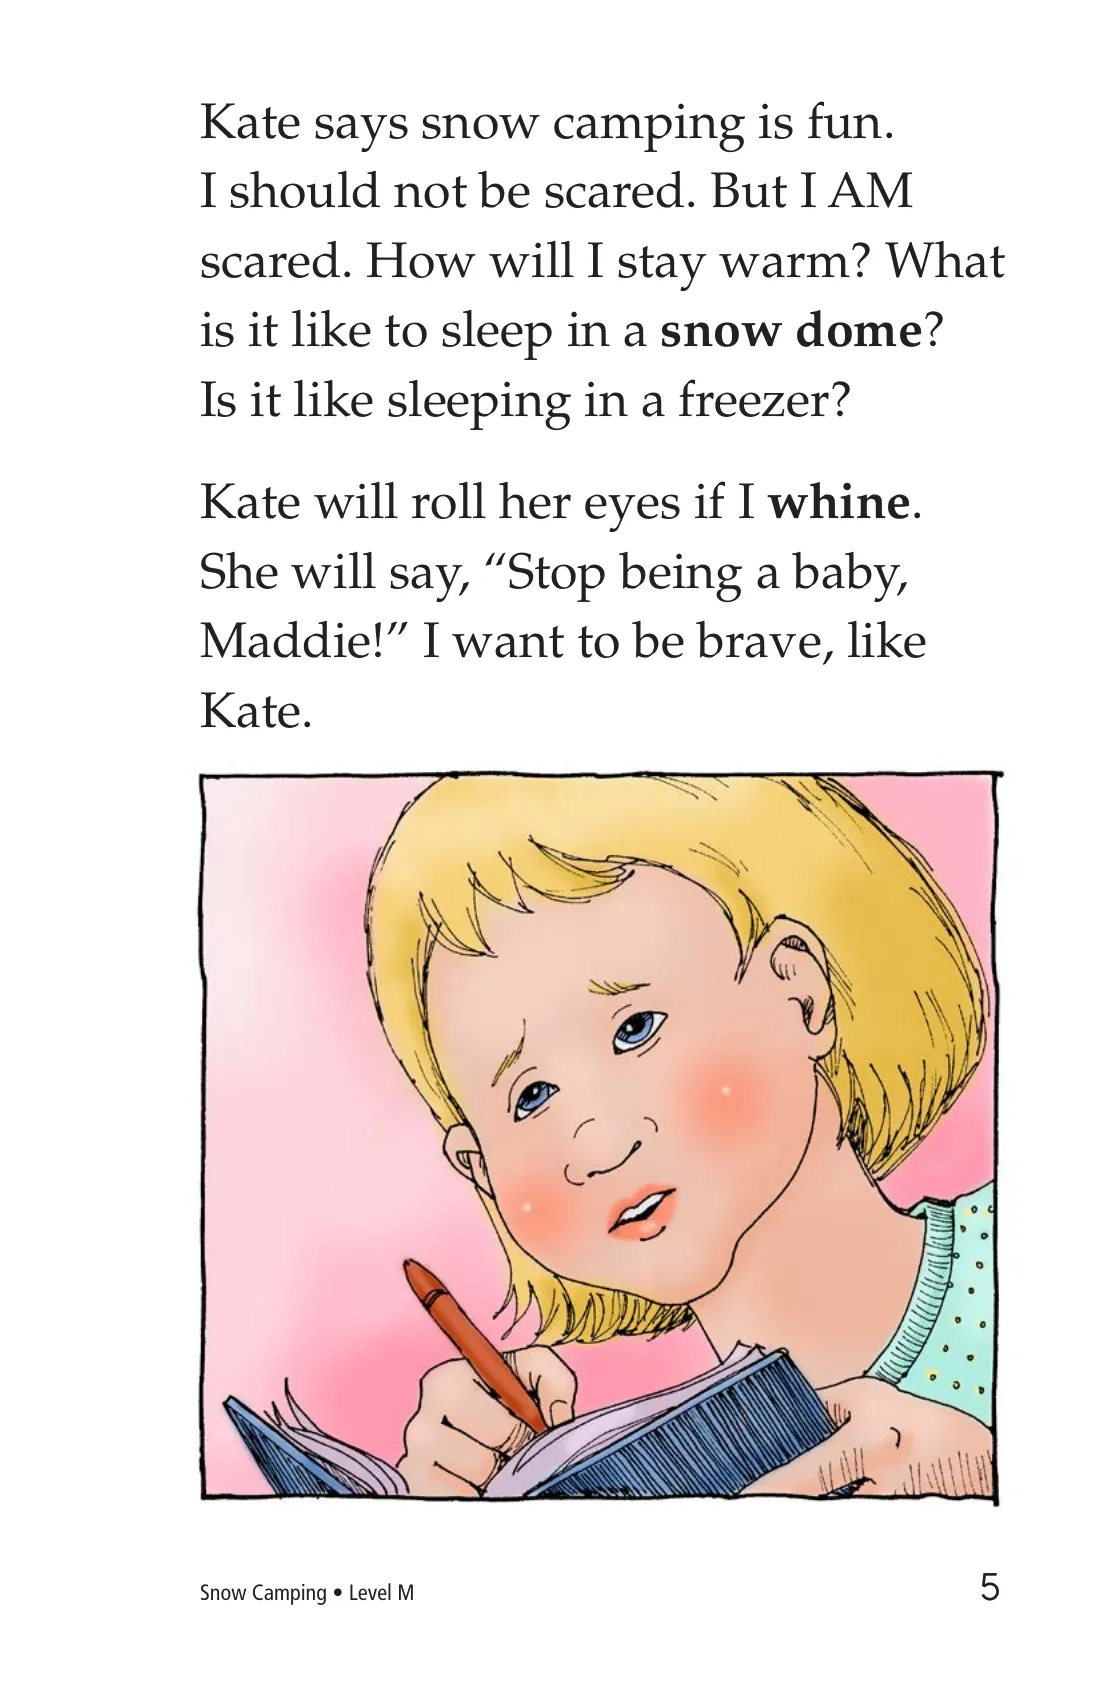 Kate says snow camping is fun.
I should not be scared. But I AM
scared. How will I stay warm? What
is it like to sleep in a snow dome?
Is it like sleeping in a freezer?
Kate will roll her eyes if I whine.
She will say, “Stop being a baby,
Maddie!” I want to be brave, like
Kate.
Snow Camping • Level M
5